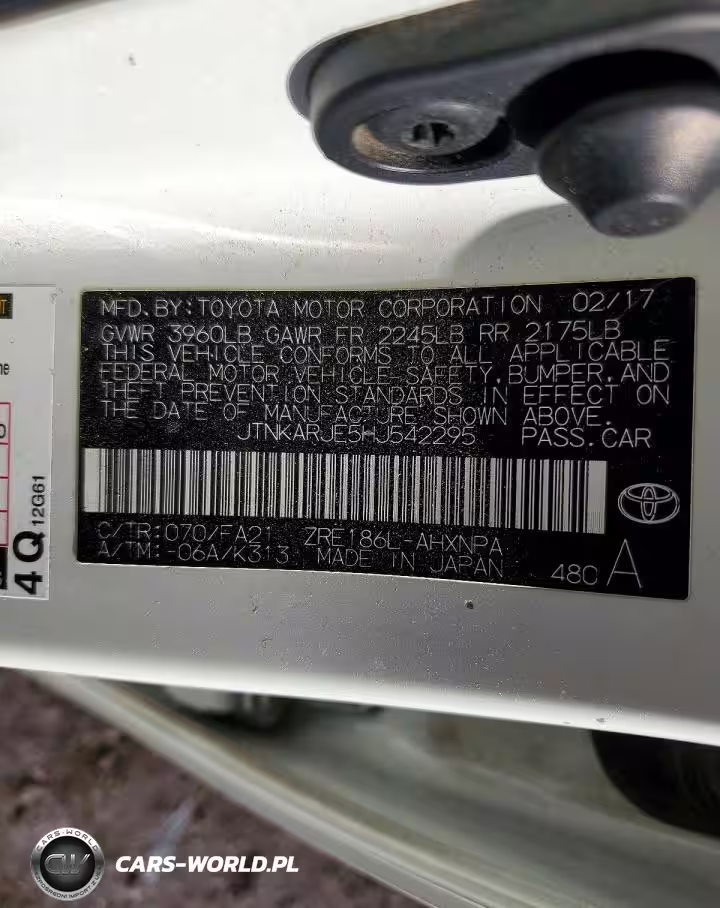 MFD.BY:TOYOTA MOTOR CORPORATION 02/17
GVWR 3960LB GAWR FR 2245LB RR 2175LB
THIS VEHICLE CONFORMS TO ALL APPLICABLE
FEDERAL MOTOR VEHICLE SAFETY,BUMPER,AND
THEFT PREVENTION STANDARDS IN EFFECT ON
THE DATE OF MANUFACTURE SHOWN ABOVE.
JTNKARJE5HJ542295 PASS.CAR
C/TR:070/FA21 ZRE186L-AHXNPA
A/TM:-06A/K313 MADE IN JAPAN
480 A
4Q 12G61
CARS-WORLD
CW
CARS-WORLD.PL